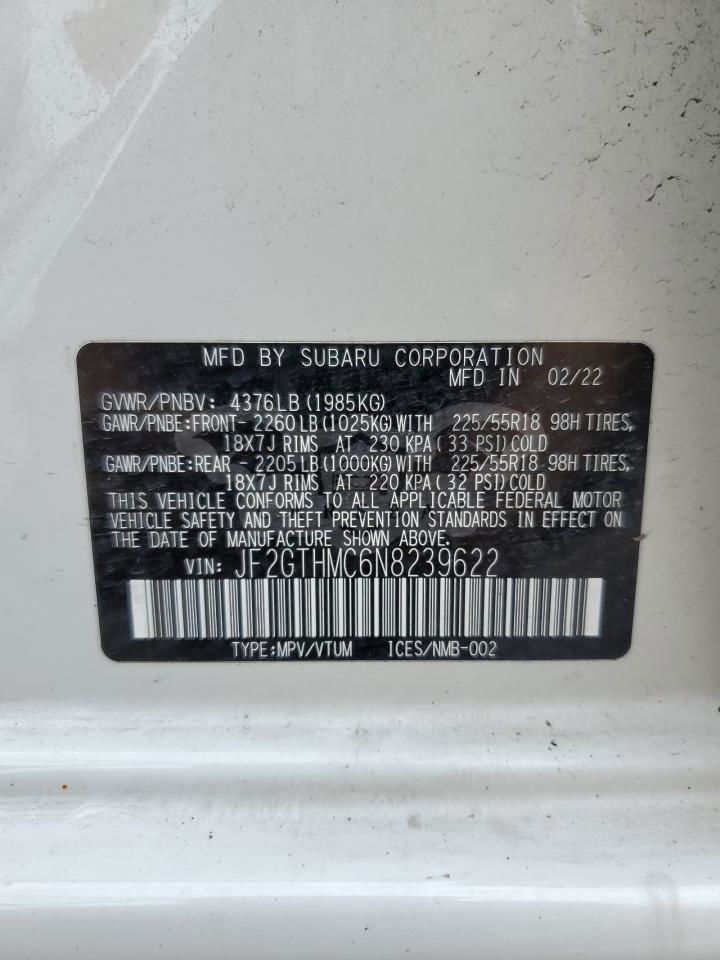 MFD BY SUBARU CORPORATION
MFD IN 02/22
GVWR/PNBV: 4376LB (1985KG)
GAWR/PNBE:FRONT- 2260LB (1025KG)WITH 225/55R18 98H TIRES,
18X7J RIMS AT 230 KPA ( 33 PSI)COLD
GAWR/PNBE:REAR - 2205LB (1000KG)WITH 225/55R18 98H TIRES,
18X7J RIMS AT 220 KPA ( 32 PSI)COLD
THIS VEHICLE CONFORMS TO ALL APPLICABLE FEDERAL MOTOR
VEHICLE SAFETY AND THEFT PREVENTION STANDARDS IN EFFECT ON
THE DATE OF MANUFACTURE SHOWN ABOVE.
VIN: JF2GTHMC6N8239622
TYPE:MPV/VTUM ICES/NMB-002